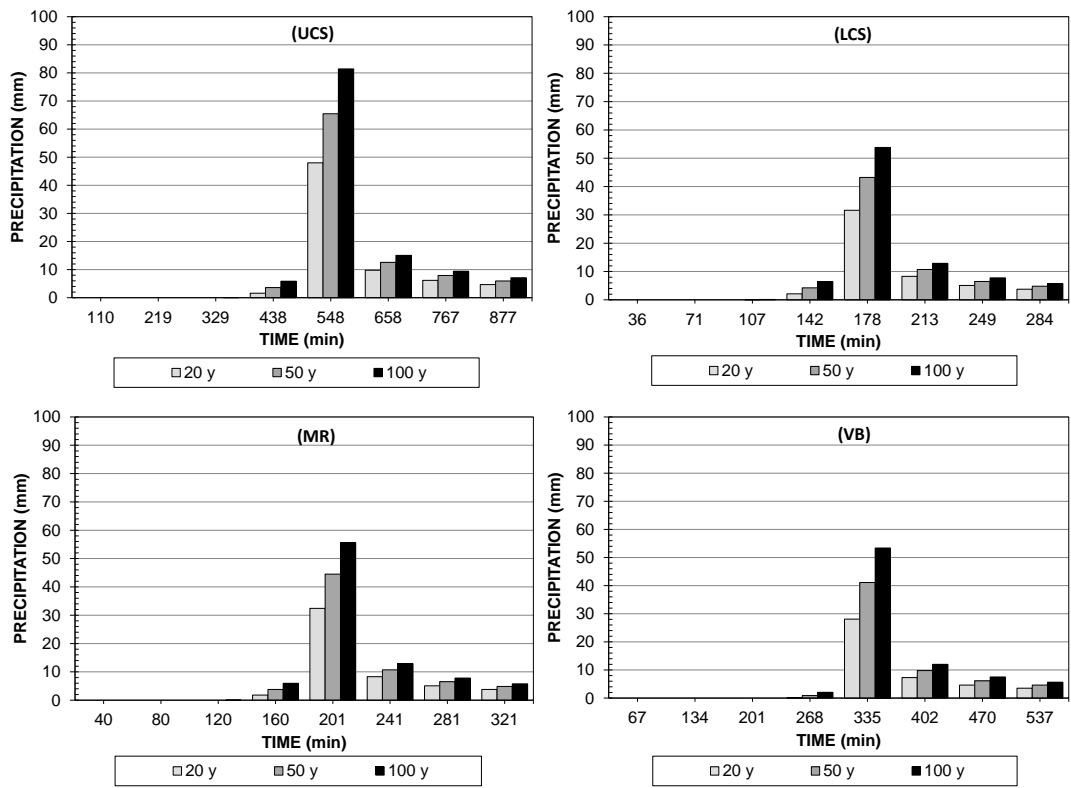 (UCS)
PRECIPITATION (mm)
100
90
80
70
60
50
40
30
20
10
0
110 219 329 438 548 658 767 877
TIME (min)
20 y 50 y 100 y
(LCS)
PRECIPITATION (mm)
100
90
80
70
60
50
40
30
20
10
0
36 71 107 142 178 213 249 284
TIME (min)
20 y 50 y 100 y
(MR)
PRECIPITATION (mm)
100
90
80
70
60
50
40
30
20
10
0
40 80 120 160 201 241 281 321
TIME (min)
20 y 50 y 100 y
(VB)
PRECIPITATION (mm)
100
90
80
70
60
50
40
30
20
10
0
67 134 201 268 335 402 470 537
TIME (min)
20 y 50 y 100 y